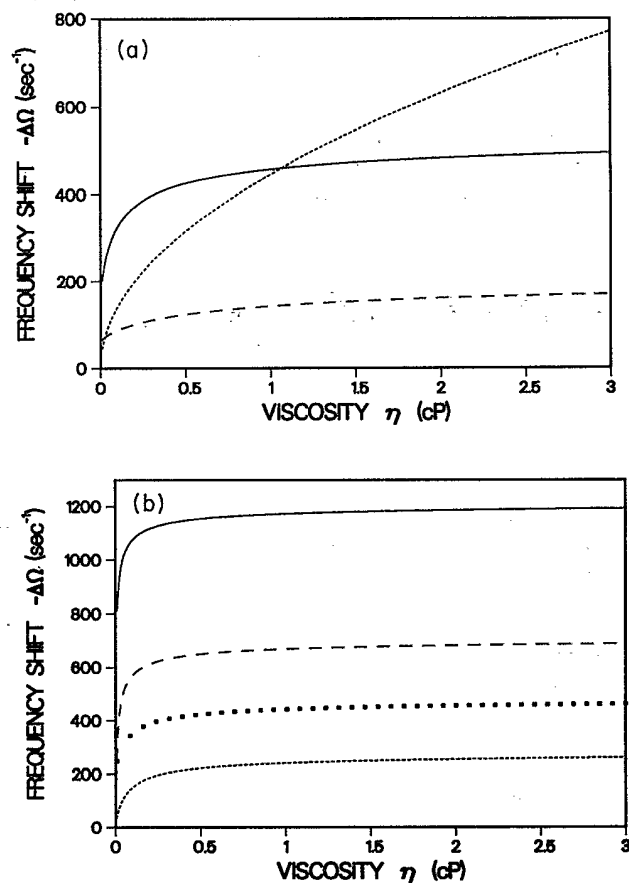 (a)
800
600
400
200
0
FREQUENCY SHIFT -ΔΩ (sec⁻¹)
0 0.5 1 1.5 2 2.5 3
VISCOSITY η (cP)
(b)
1200
1000
800
600
400
200
0
FREQUENCY SHIFT -ΔΩ (sec⁻¹)
0 0.5 1 1.5 2 2.5 3
VISCOSITY η (cP)